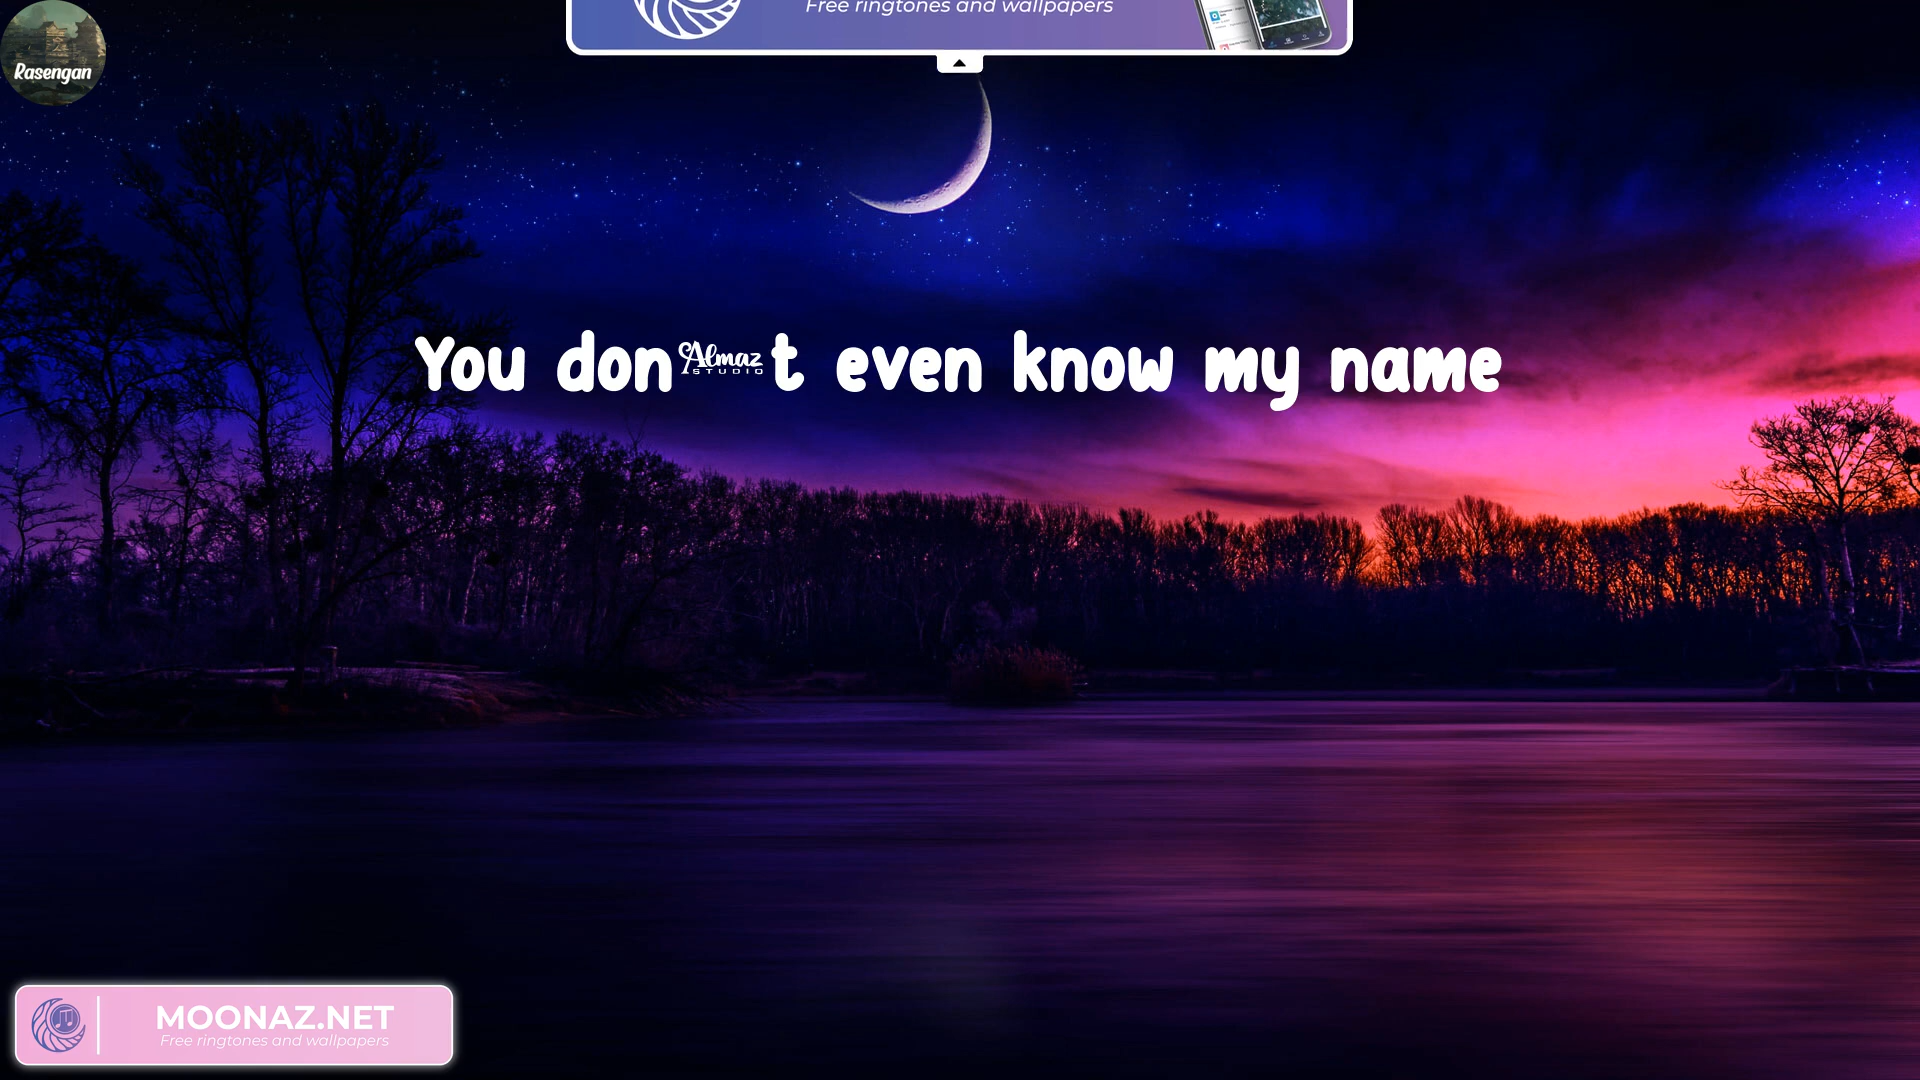 Free ringtones and wallpapers
Rasengan
You don Almaz STUDIO t even know my name
MOONAZ.NET
Free ringtones and wallpapers